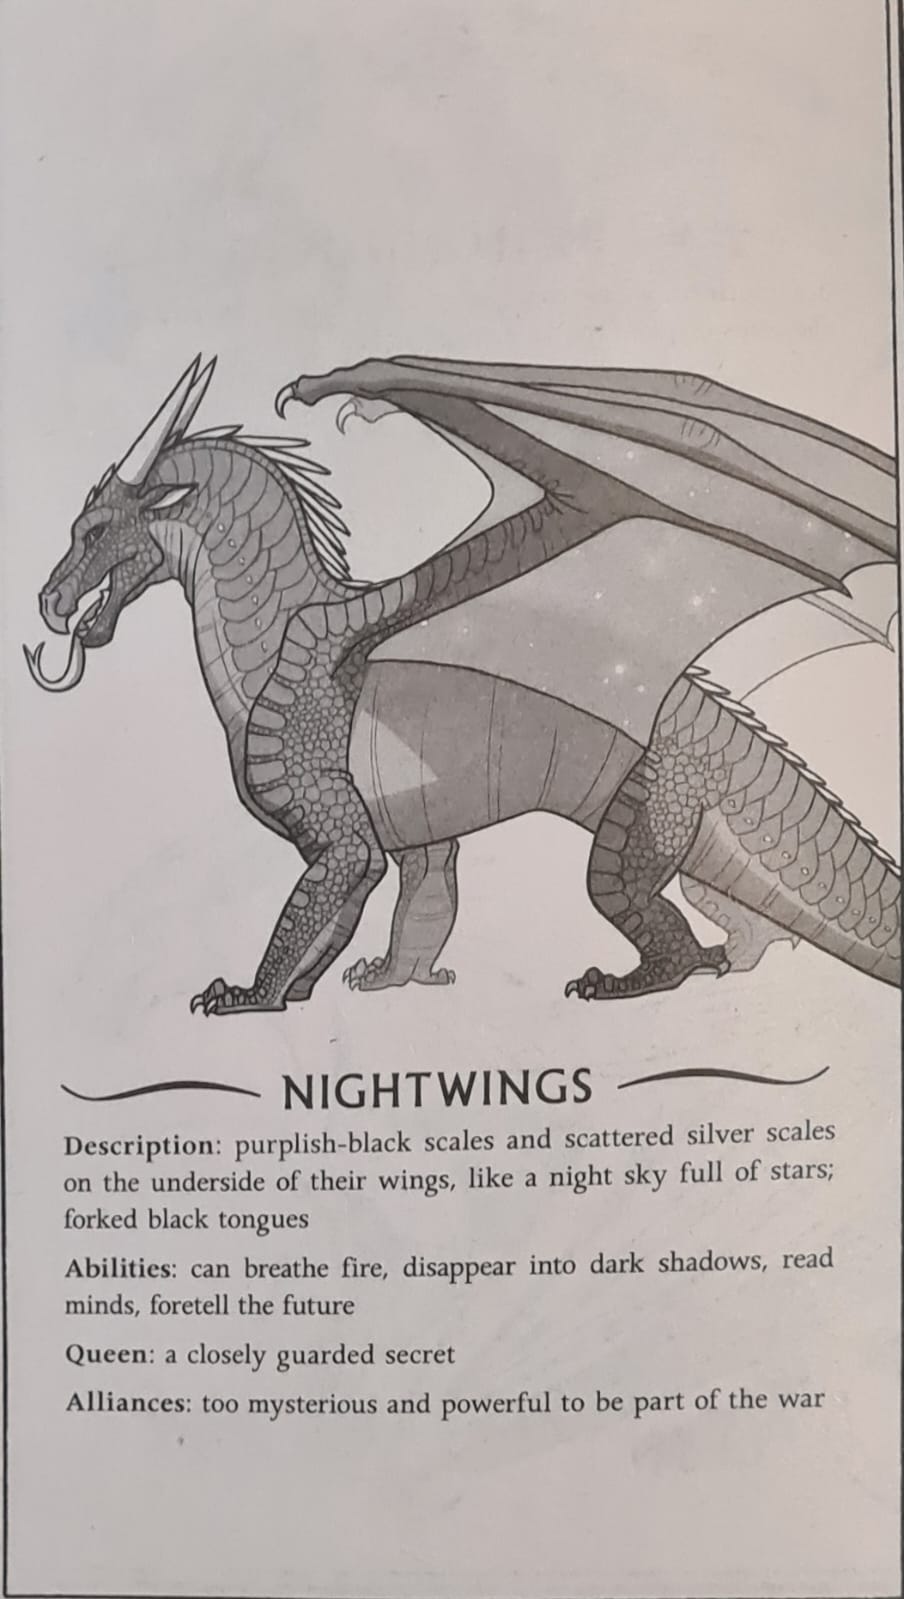 NIGHTWINGS
Description: purplish-black scales and scattered silver scales
on the underside of their wings, like a night sky full of stars;
forked black tongues
Abilities: can breathe fire, disappear into dark shadows, read
minds, foretell the future
Queen: a closely guarded secret
Alliances: too mysterious and powerful to be part of the war